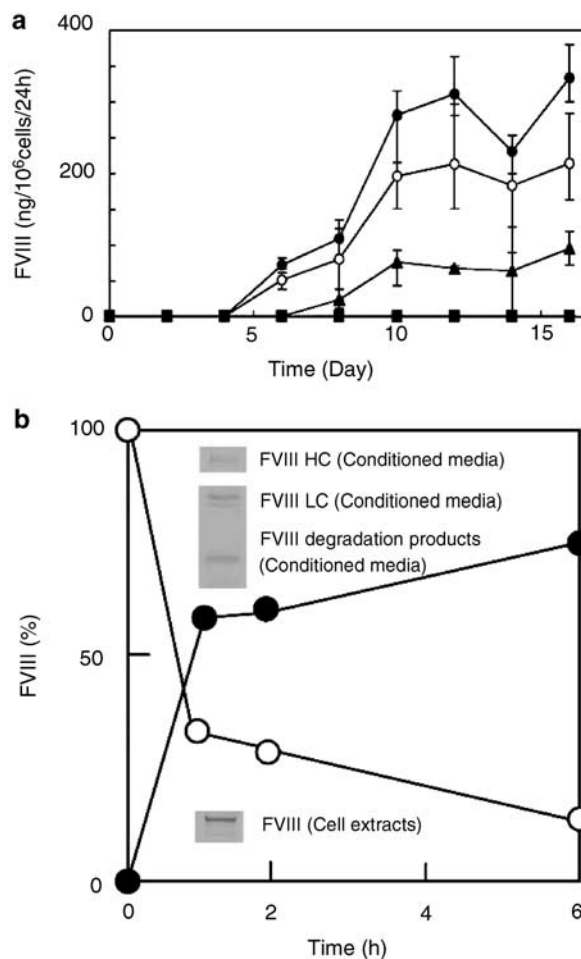 a
400
200
0
FVIII (ng/10⁶cells/24h)
0 5 10 15
Time (Day)
b
100
50
0
FVIII (%)
FVIII HC (Conditioned media)
FVIII LC (Conditioned media)
FVIII degradation products
(Conditioned media)
FVIII (Cell extracts)
0 2 4 6
Time (h)